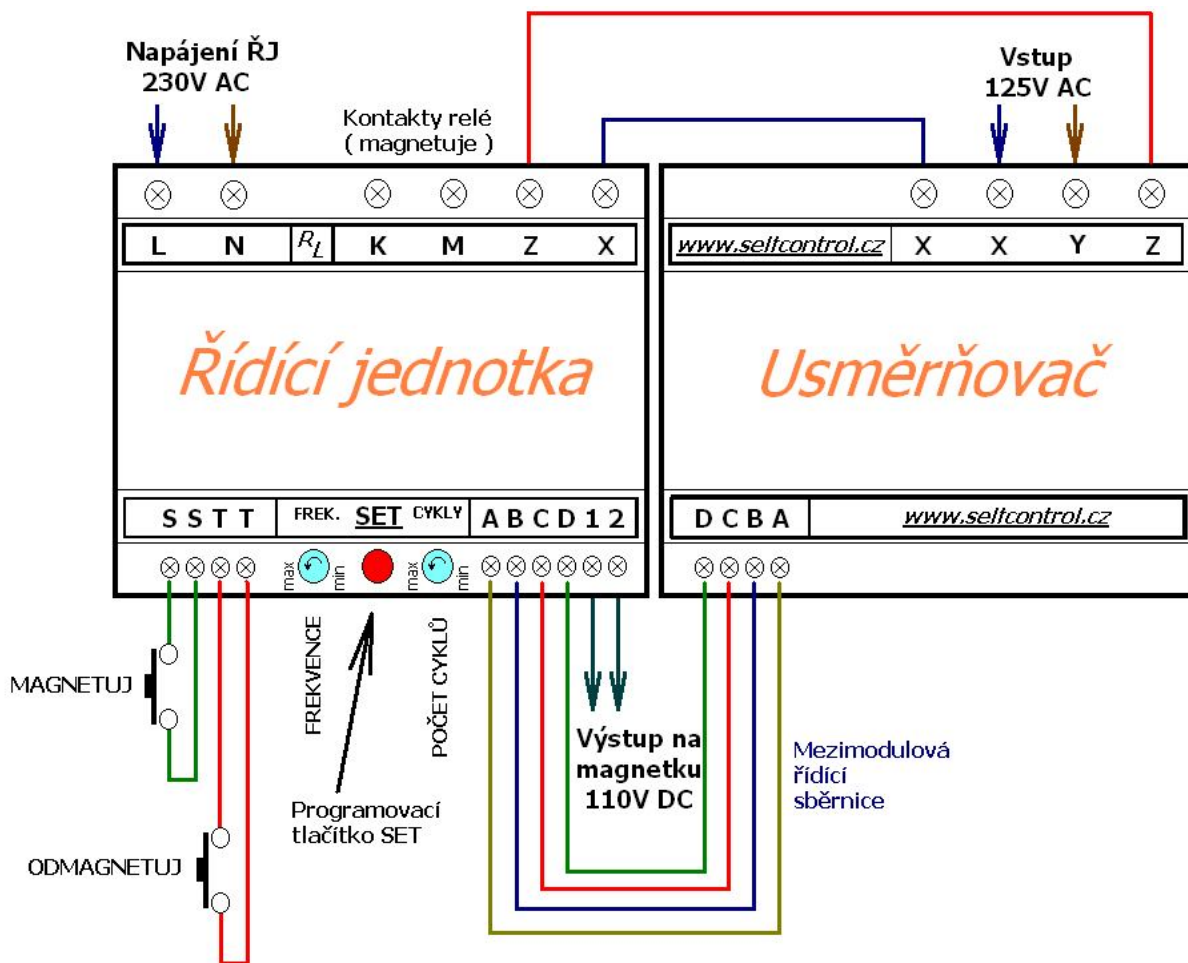 Napájení ŘJ
230V AC
Kontakty relé
( magnetuje )
Vstup
125V AC
L N RL K M Z X
www.selfcontrol.cz X X Y Z
Řídící jednotka
Usměrňovač
S S T T FREK. SET CYKLY A B C D 1 2
D C B A www.selfcontrol.cz
max min max min
MAGNETUJ
FREKVENCE
POČET CYKLŮ
Výstup na
magnetku
110V DC
Mezimodulová
řídící
sběrnice
Programovací
tlačítko SET
ODMAGNETUJ